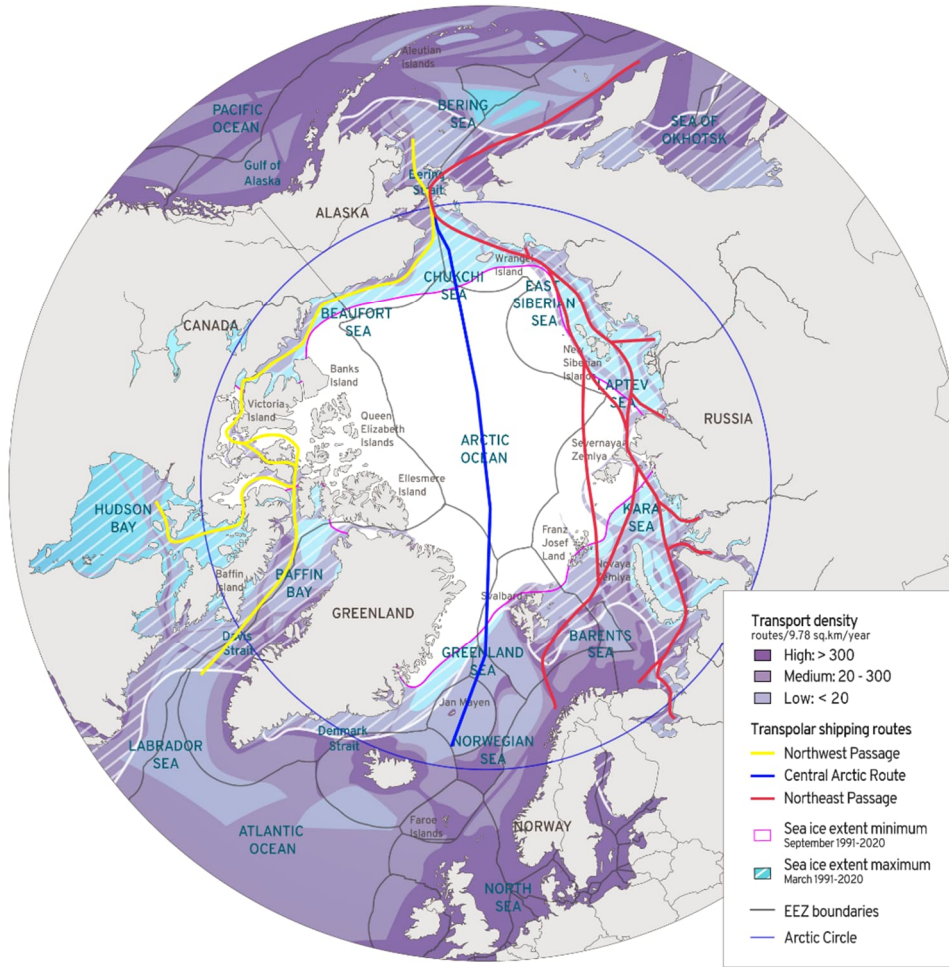 Aleutian
Islands
PACIFIC
OCEAN
BERING
SEA
SEA OF
OKHOTSK
Gulf of
Alaska
Bering
Strait
ALASKA
Wrangel
Island
CHUKCHI
SEA
EAST
SIBERIAN
SEA
BEAUFORT
SEA
CANADA
New
Siberian
Islands
Banks
Island
LAPTEV
SEA
Victoria
Island
Queen
Elizabeth
Islands
RUSSIA
ARCTIC
OCEAN
Severnaya
Zemlya
Ellesmere
Island
HUDSON
BAY
KARA
SEA
Franz
Josef
Land
Baffin
Island
BAFFIN
BAY
Novaya
Zemlya
Svalbard
GREENLAND
Davis
Strait
BARENTS
SEA
GREENLAND
SEA
Jan Mayen
Denmark
Strait
LABRADOR
SEA
NORWEGIAN
SEA
Faroe
Islands
NORWAY
ATLANTIC
OCEAN
NORTH
SEA
Transport density
routes/9.78 sq.km/year
High: > 300
Medium: 20 - 300
Low: < 20
Transpolar shipping routes
Northwest Passage
Central Arctic Route
Northeast Passage
Sea ice extent minimum
September 1991-2020
Sea ice extent maximum
March 1991-2020
EEZ boundaries
Arctic Circle